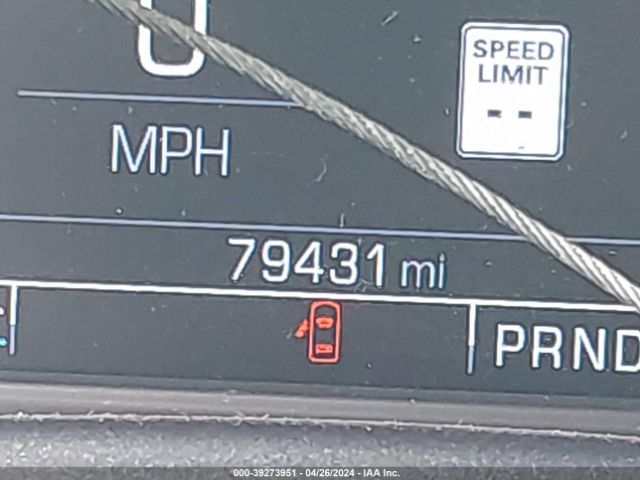 0
SPEED
LIMIT
--
MPH
79431 mi
PRND
000-39273951 - 04/26/2024 - IAA Inc.